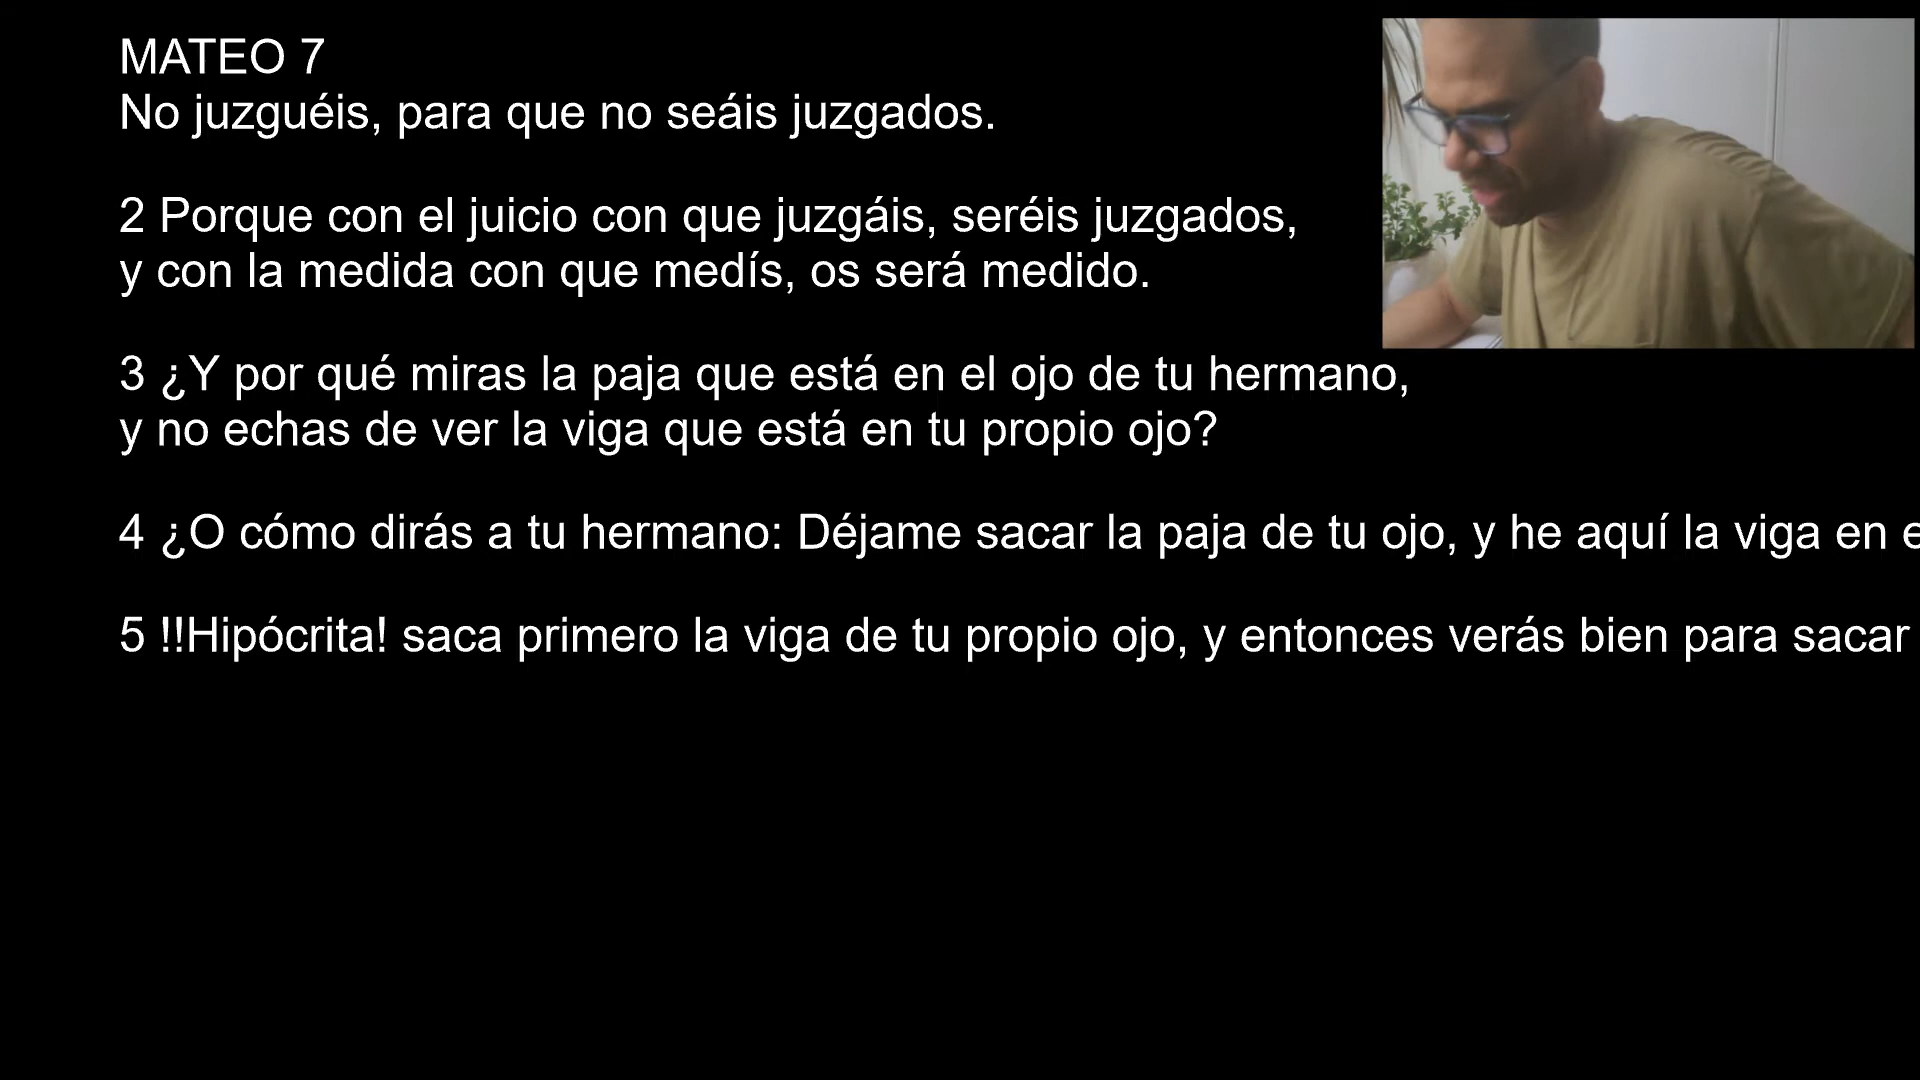 MATEO 7
No juzguéis, para que no seáis juzgados.
2 Porque con el juicio con que juzgáis, seréis juzgados,
y con la medida con que medís, os será medido.
3 ¿Y por qué miras la paja que está en el ojo de tu hermano,
y no echas de ver la viga que está en tu propio ojo?
4 ¿O cómo dirás a tu hermano: Déjame sacar la paja de tu ojo, y he aquí la viga en
5 !!Hipócrita! saca primero la viga de tu propio ojo, y entonces verás bien para sacar